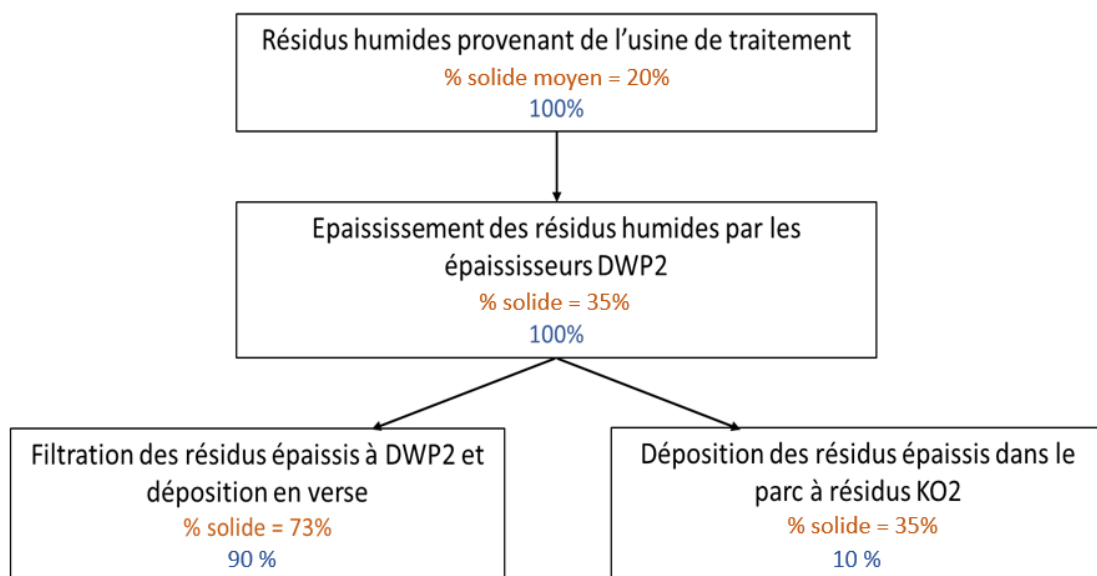 Résidus humides provenant de l’usine de traitement
% solide moyen = 20%
100%
Epaississement des résidus humides par les
épaississeurs DWP2
% solide = 35%
100%
Filtration des résidus épaissis à DWP2 et
déposition en verse
% solide = 73%
90 %
Déposition des résidus épaissis dans le
parc à résidus KO2
% solide = 35%
10 %